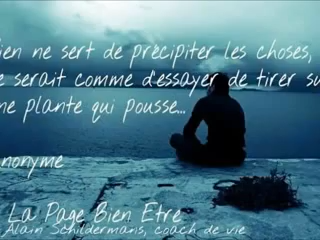 ien ne sert de précipiter les choses,
e serait comme d'essayer de tirer su
ne plante qui pousse...
nonyme
La Page Bien Etre
Alain Schildermans, coach de vie